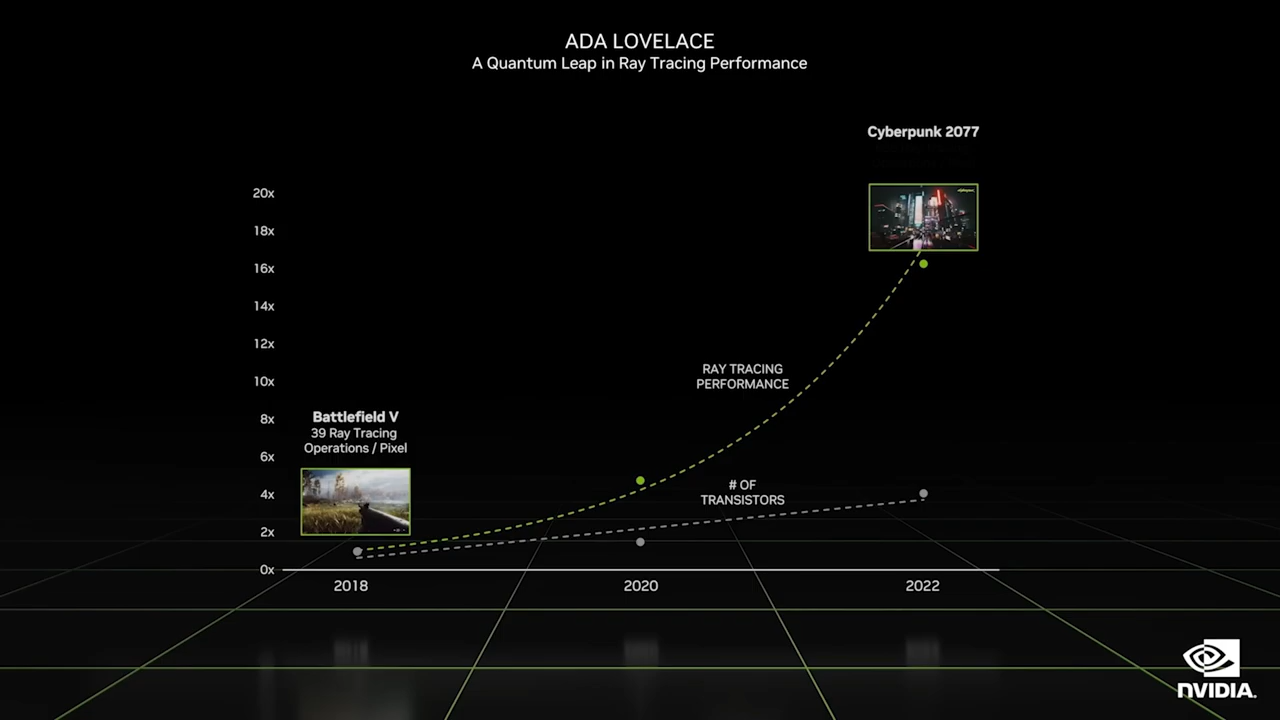 ADA LOVELACE
A Quantum Leap in Ray Tracing Performance
Cyberpunk 2077
20x
18x
16x
14x
12x
10x
8x
6x
4x
2x
0x
RAY TRACING
PERFORMANCE
Battlefield V
39 Ray Tracing
Operations / Pixel
# OF
TRANSISTORS
2018
2020
2022
NVIDIA.